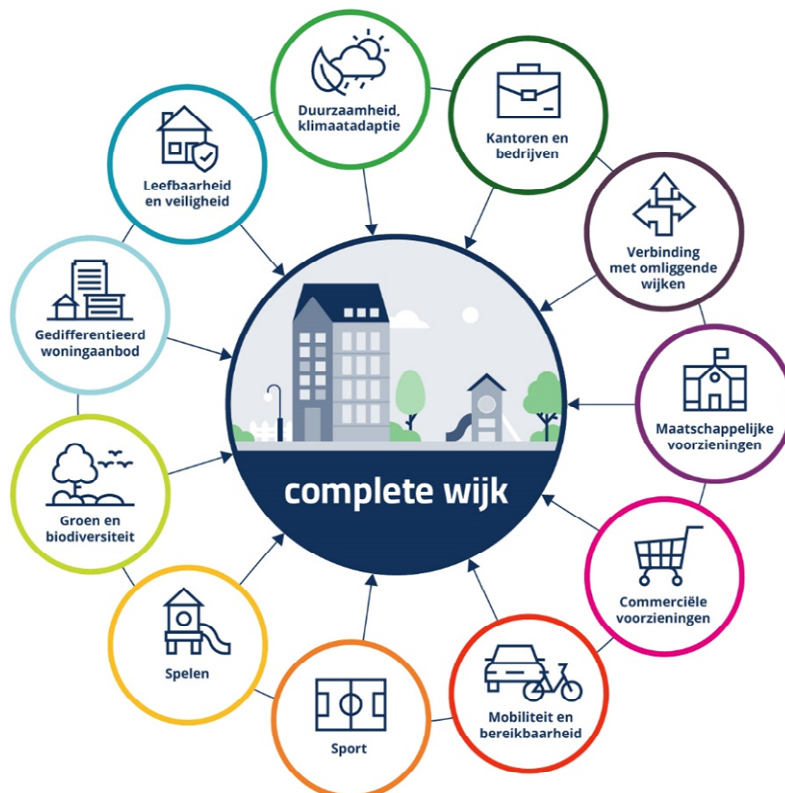 Duurzaamheid,
klimaatadaptie
Kantoren en
bedrijven
Verbinding
met omliggende
wijken
Maatschappelijke
voorzieningen
Commerciële
voorzieningen
Mobiliteit en
bereikbaarheid
Sport
Spelen
Groen en
biodiversiteit
Gedifferentieerd
woningaanbod
Leefbaarheid
en veiligheid
complete wijk